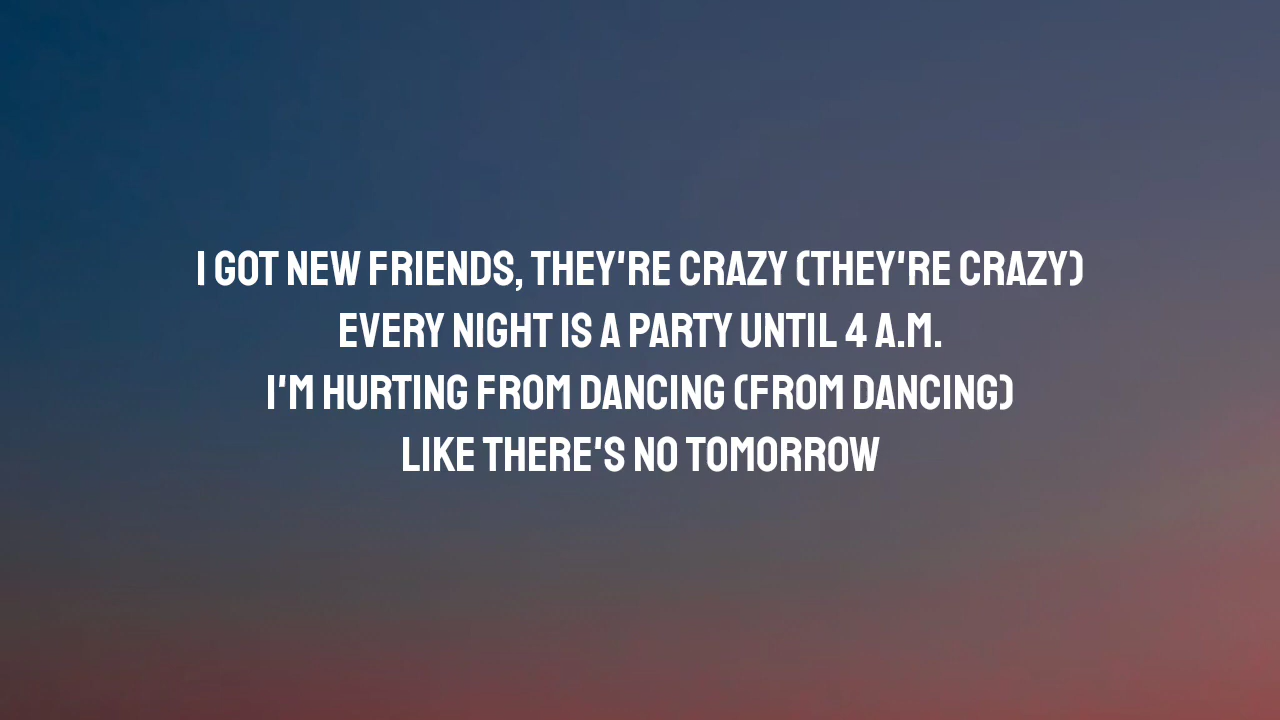 I GOT NEW FRIENDS, THEY'RE CRAZY (THEY'RE CRAZY)
EVERY NIGHT IS A PARTY UNTIL 4 A.M.
I'M HURTING FROM DANCING (FROM DANCING)
LIKE THERE'S NO TOMORROW